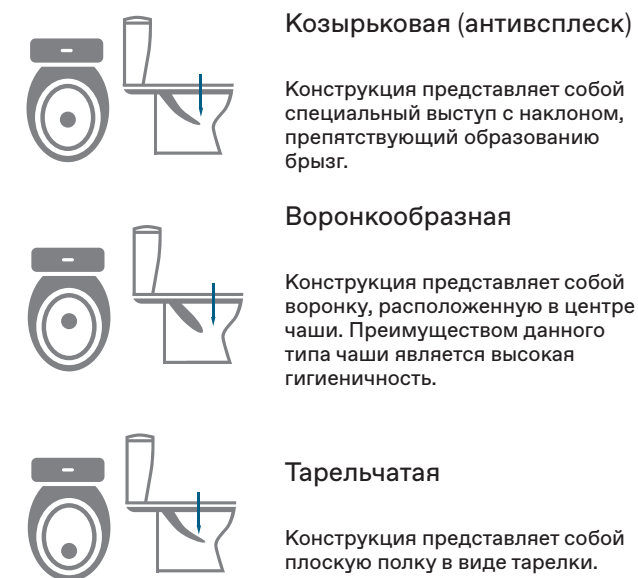 Козырьковая (антивсплеск)
Конструкция представляет собой
специальный выступ с наклоном,
препятствующий образованию
брызг.
Воронкообразная
Конструкция представляет собой
воронку, расположенную в центре
чаши. Преимуществом данного
типа чаши является высокая
гигиеничность.
Тарельчатая
Конструкция представляет собой
плоскую полку в виде тарелки.